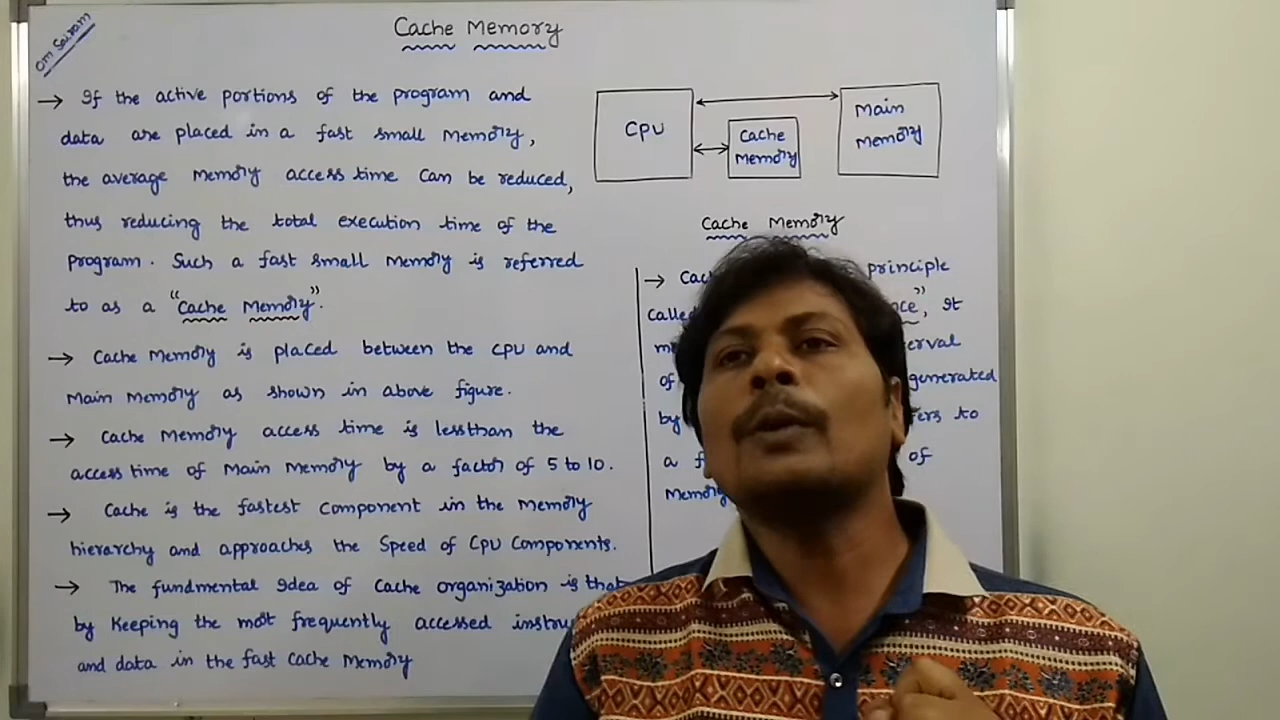 Om Sairam
Cache Memory
→ If the active portions of the program and
data are placed in a fast small memory,
the average memory access time can be reduced,
thus reducing the total execution time of the
program. Such a fast small memory is referred
to as a "Cache Memory".
→ Cache Memory is placed between the CPU and
Main Memory as shown in above figure.
→ Cache Memory access time is lessthan the
access time of Main Memory by a factor of 5 to 10.
→ Cache is the fastest component in the memory
hierarchy and approaches the Speed of CPU Components.
→ The fundmental idea of Cache organization is that
by Keeping the most frequently accessed
and data in the fast Cache Memory
CPU
Cache
Memory
Main
Memory
Cache Memory
→ principle
called It
of generated
by to
a of
Memory